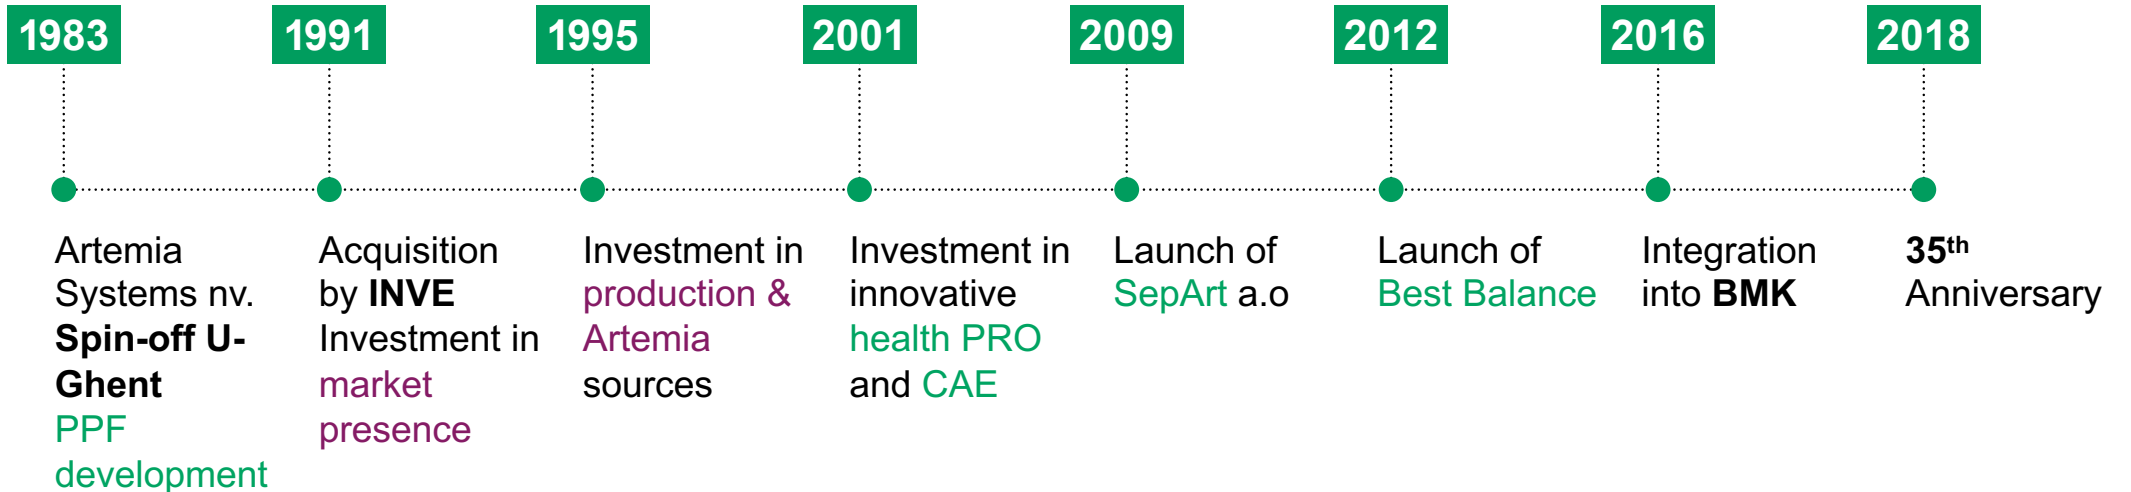 1983
Artemia
Systems nv.
Spin-off U-
Ghent
PPF
development
1991
Acquisition
by INVE
Investment in
market
presence
1995
Investment in
production &
Artemia
sources
2001
Investment in
innovative
health PRO
and CAE
2009
Launch of
SepArt a.o
2012
Launch of
Best Balance
2016
Integration
into BMK
2018
35th
Anniversary